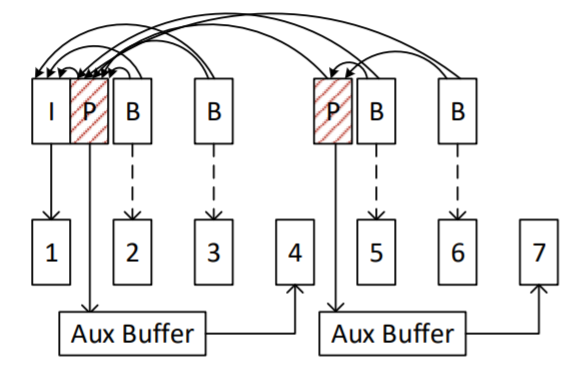 I P B B P B B
1 2 3 4 5 6 7
Aux Buffer Aux Buffer